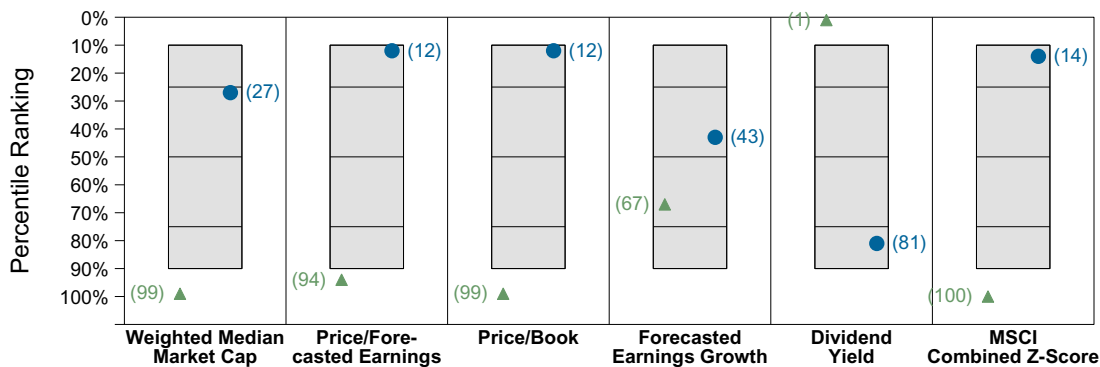 Percentile Ranking
0%
10%
20%
30%
40%
50%
60%
70%
80%
90%
100%
(27)
(99)
(12)
(94)
(12)
(99)
(43)
(67)
(1)
(81)
(14)
(100)
Weighted Median
Market Cap
Price/Fore-
casted Earnings
Price/Book
Forecasted
Earnings Growth
Dividend
Yield
MSCI
Combined Z-Score